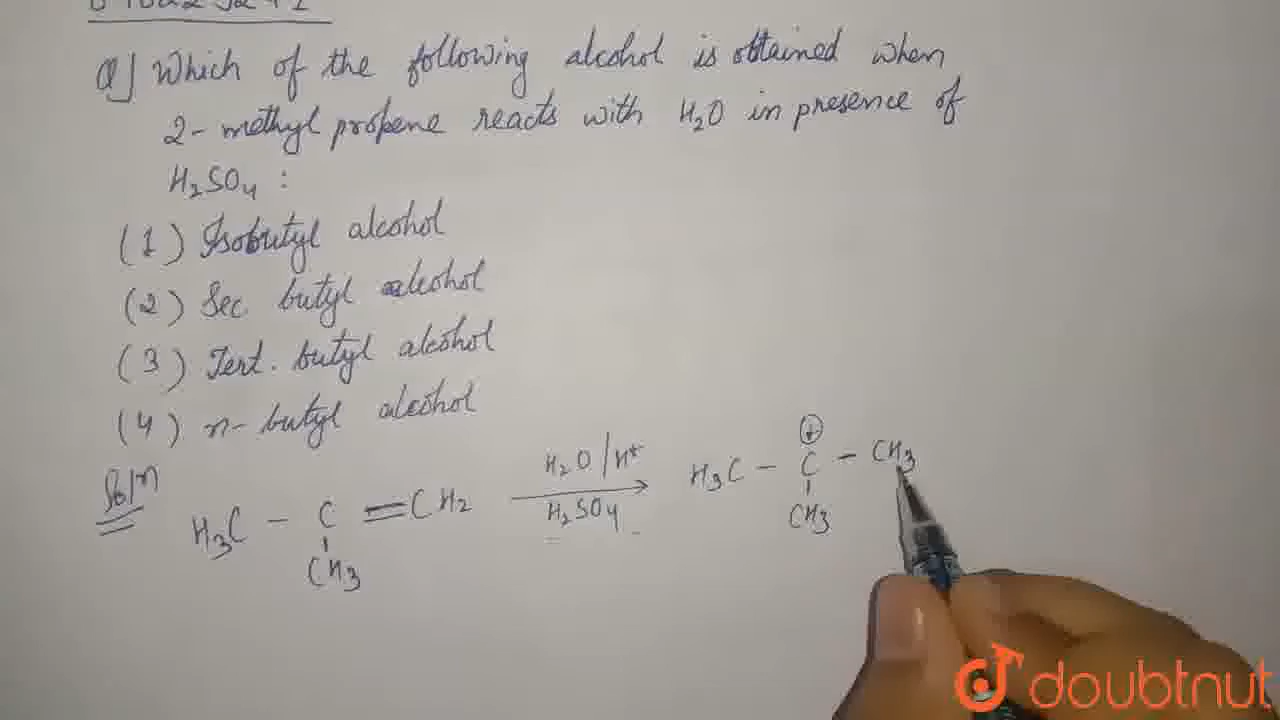 Q] Which of the following alcohol is obtained when
2- methyl propene reacts with H₂O in presence of
H₂SO₄ :
(1) Isobutyl alcohol
(2) Sec. butyl alcohol
(3) Tert. butyl alcohol
(4) n- butyl alcohol
Sol/n
H₃C - C = CH₂
CH₃
H₂O/H⁺
H₂SO₄
H₃C - C⊕ - CH₃
CH₃
doubtnut